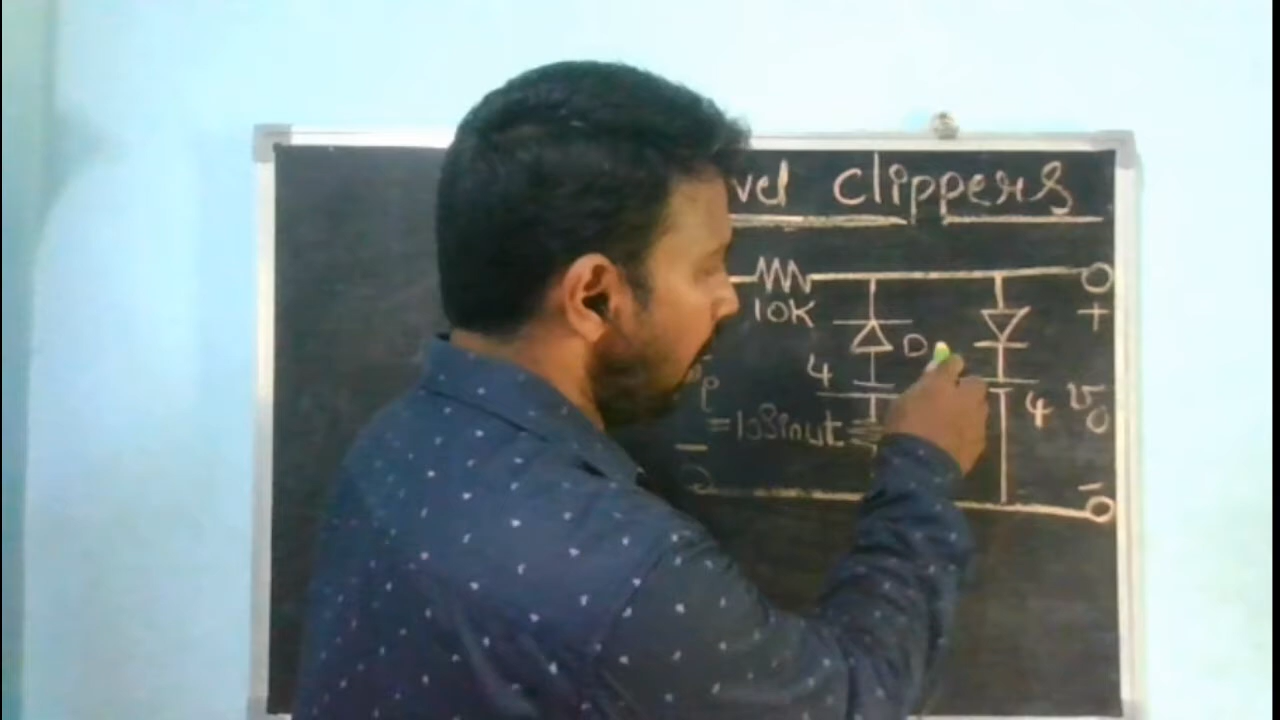 vel Clippers
10K
+
4 D
4 v0
p
=10Sinωt
-
-